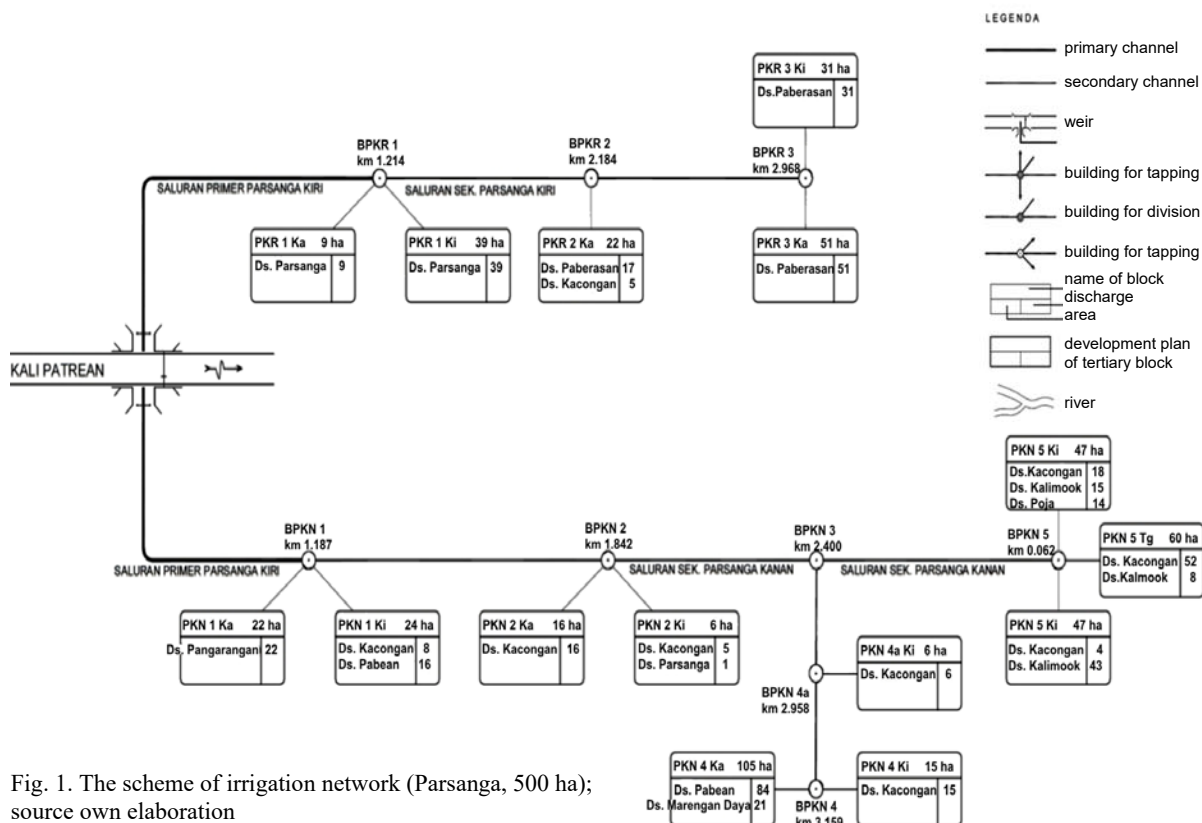 LEGENDA
primary channel
secondary channel
weir
building for tapping
building for division
building for tapping
name of block
discharge
area
development plan
of tertiary block
river
PKR 3 Ki 31 ha
Ds.Paberasan 31
BPKR 1
km 1.214
BPKR 2
km 2.184
BPKR 3
km 2.968
SALURAN PRIMER PARSANGA KIRI
SALURAN SEK. PARSANGA KIRI
PKR 1 Ka 9 ha
Ds. Parsanga 9
PKR 1 Ki 39 ha
Ds. Parsanga 39
PKR 2 Ka 22 ha
Ds. Paberasan 17
Ds. Kacongan 5
PKR 3 Ka 51 ha
Ds. Paberasan 51
KALI PATREAN
PKN 5 Ki 47 ha
Ds.Kacongan 18
Ds. Kalimook 15
Ds. Poja 14
BPKN 1
km 1.187
BPKN 2
km 1.842
BPKN 3
km 2.400
BPKN 5
km 0.062
PKN 5 Tg 60 ha
Ds. Kacongan 52
Ds.Kalmook 8
SALURAN PRIMER PARSANGA KIRI
SALURAN SEK. PARSANGA KANAN
SALURAN SEK. PARSANGA KANAN
PKN 1 Ka 22 ha
Ds. Pangarangan 22
PKN 1 Ki 24 ha
Ds. Kacongan 8
Ds. Pabean 16
PKN 2 Ka 16 ha
Ds. Kacongan 16
PKN 2 Ki 6 ha
Ds. Kacongan 5
Ds. Parsanga 1
PKN 5 Ki 47 ha
Ds. Kacongan 4
Ds. Kalimook 43
PKN 4a Ki 6 ha
Ds. Kacongan 6
BPKN 4a
km 2.958
PKN 4 Ka 105 ha
Ds. Pabean 84
Ds. Marengan Daya 21
PKN 4 Ki 15 ha
Ds. Kacongan 15
BPKN 4
km 3.159
Fig. 1. The scheme of irrigation network (Parsanga, 500 ha);
source own elaboration